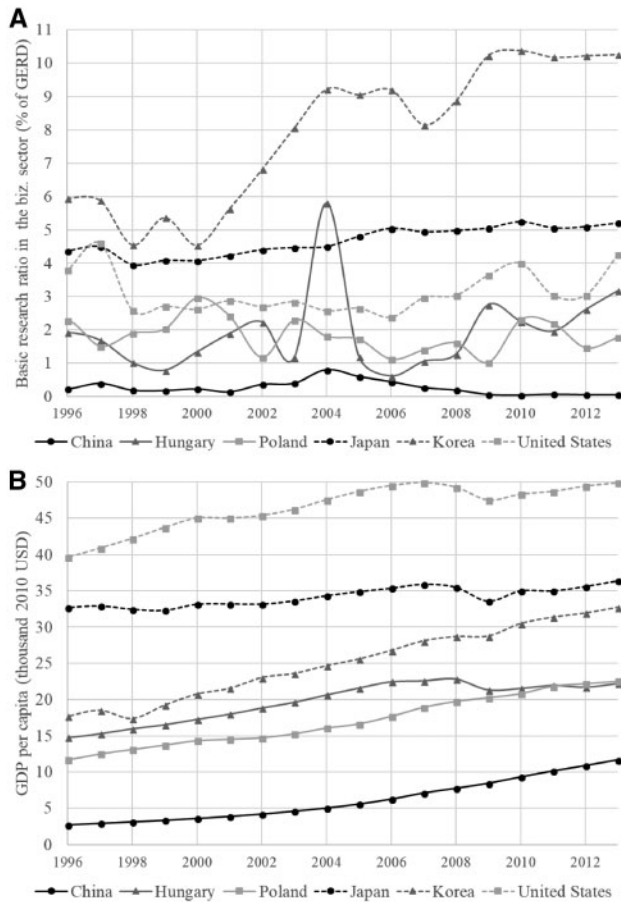 A
Basic research ratio in the biz. sector (% of GERD)
11
10
9
8
7
6
5
4
3
2
1
0
1996 1998 2000 2002 2004 2006 2008 2010 2012
China Hungary Poland Japan Korea United States
B
GDP per capita (thousand 2010 USD)
50
45
40
35
30
25
20
15
10
5
0
1996 1998 2000 2002 2004 2006 2008 2010 2012
China Hungary Poland Japan Korea United States